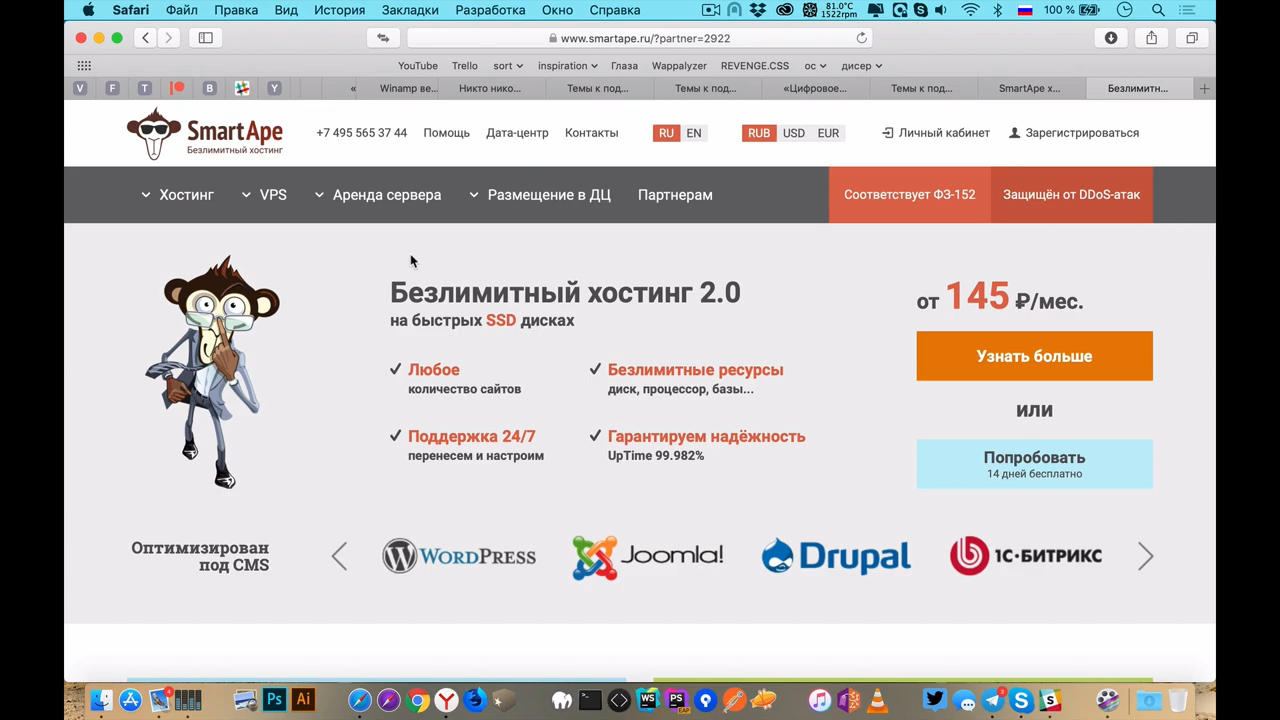 Safari Файл Правка Вид История Закладки Разработка Окно Справка 81.0°C 1522rpm 100 %
www.smartape.ru/?partner=2922
YouTube Trello sort inspiration Глаза Wappalyzer REVENGE.CSS ос дисер
V F T B Y « Winamp ве... Никто нико... Темы к под... Темы к под... «Цифровое... Темы к под... SmartApe х... Безлимитн...
SmartApe
Безлимитный хостинг
+7 495 565 37 44 Помощь Дата-центр Контакты RU EN RUB USD EUR Личный кабинет Зарегистрироваться
Хостинг VPS Аренда сервера Размещение в ДЦ Партнерам Соответствует ФЗ-152 Защищён от DDoS-атак
Безлимитный хостинг 2.0
на быстрых SSD дисках
Любое
количество сайтов
Безлимитные ресурсы
диск, процессор, базы...
Поддержка 24/7
перенесем и настроим
Гарантируем надёжность
UpTime 99.982%
от 145 ₽/мес.
Узнать больше
или
Попробовать
14 дней бесплатно
Оптимизирован
под CMS
WordPress
Joomla!
Drupal
1С-БИТРИКС
Ps Ai WS PS EAP